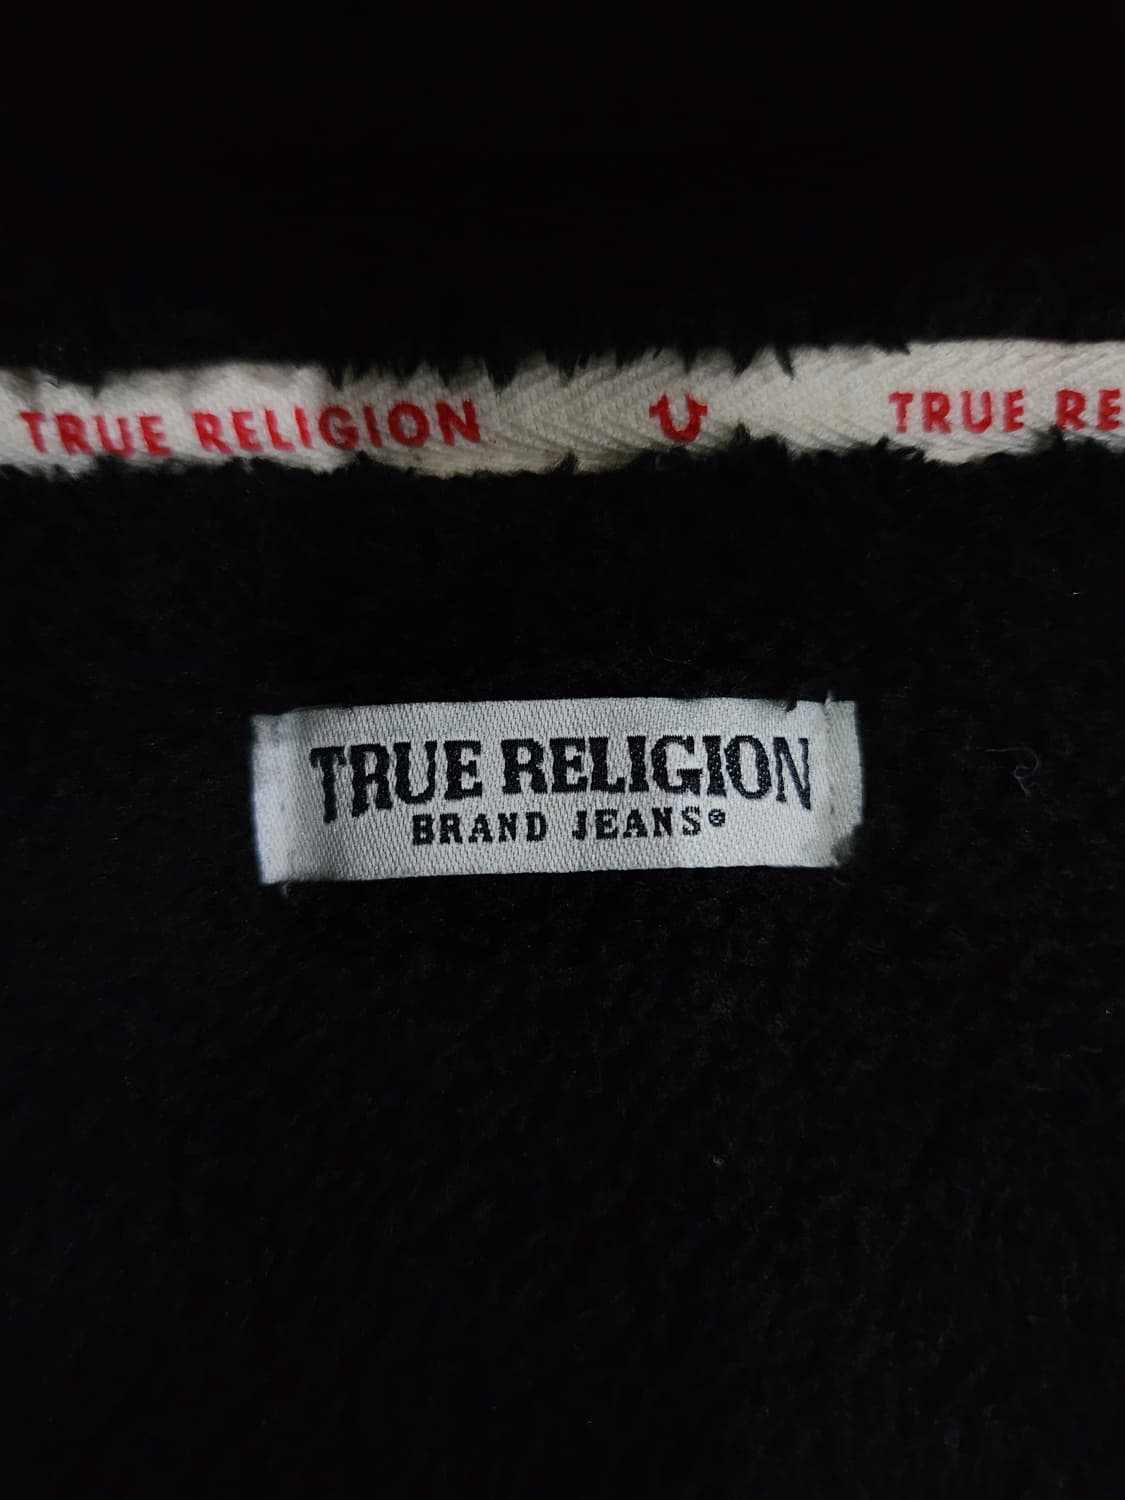 TRUE RELIGION TRUE RE
TRUE RELIGION
BRAND JEANS®